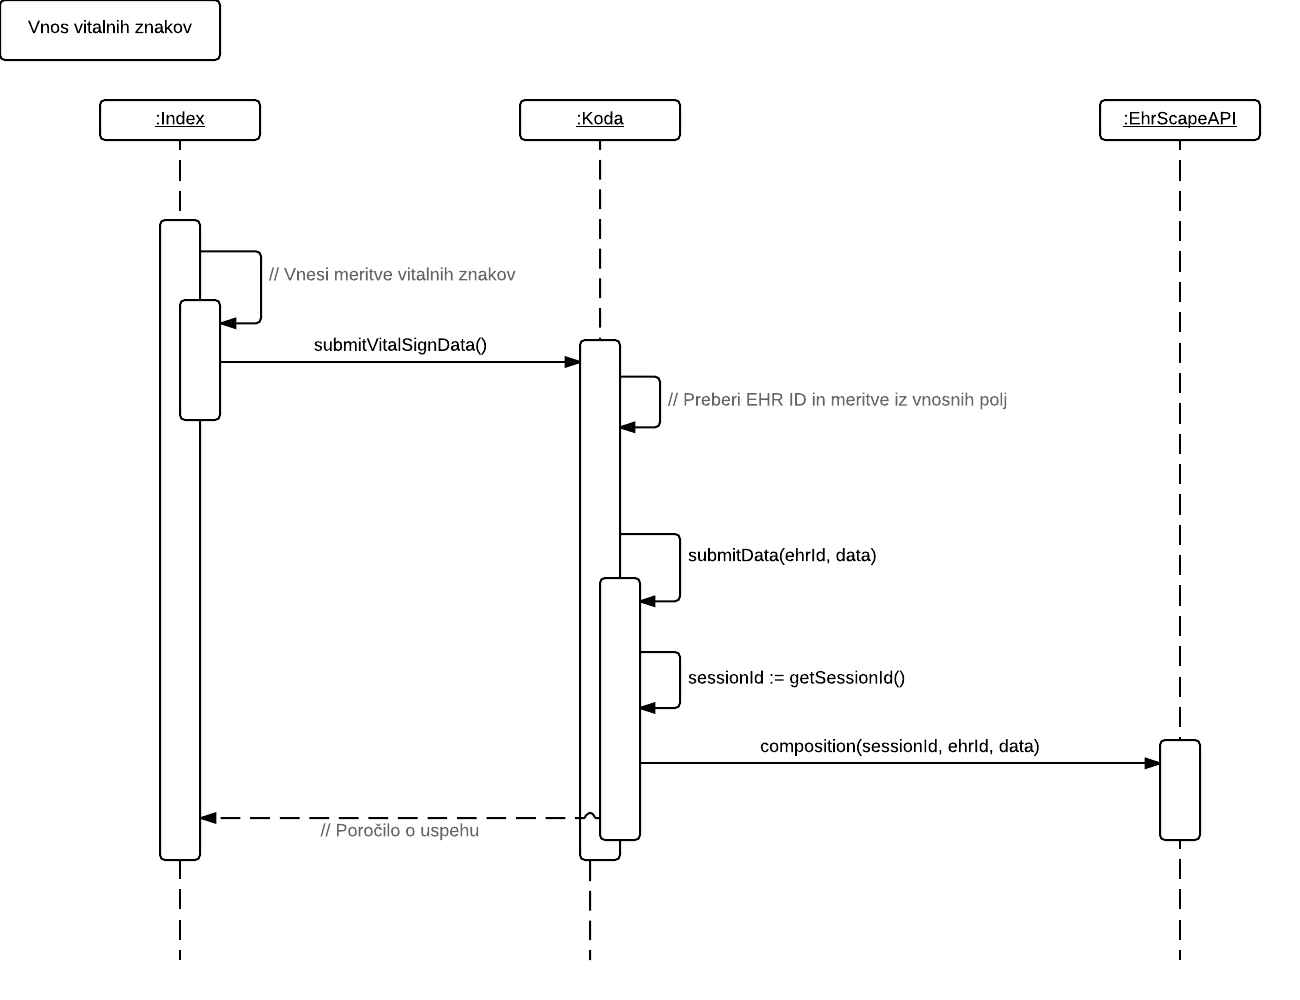 Vnos vitalnih znakov
:Index
:Koda
:EhrScapeAPI
// Vnesi meritve vitalnih znakov
submitVitalSignData()
// Preberi EHR ID in meritve iz vnosnih polj
submitData(ehrId, data)
sessionId := getSessionId()
composition(sessionId, ehrId, data)
// Poročilo o uspehu